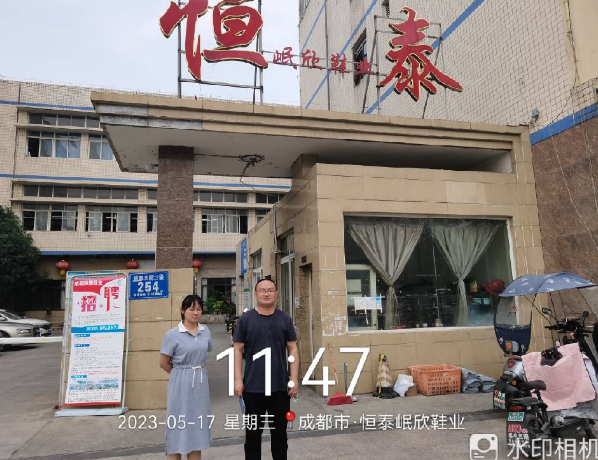 恒 泰
岷欣鞋业
招聘
254
11:47
2023-05-17 星期三 成都市·恒泰岷欣鞋业
水印相机